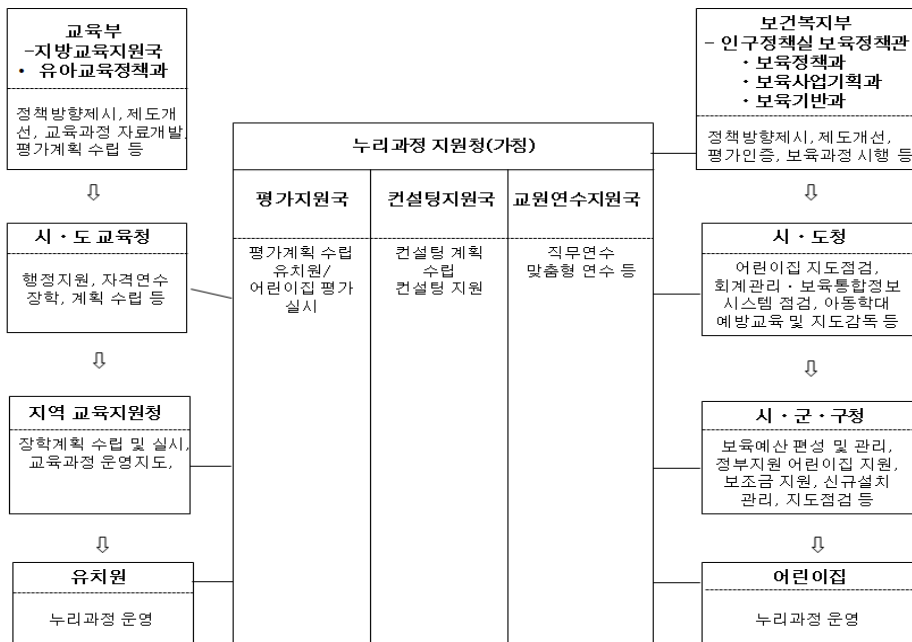 교육부
-지방교육지원국
• 유아교육정책과
정책방향제시, 제도개
선, 교육과정 자료개발,
평가계획 수립 등
시・도 교육청
행정지원, 자격연수
장학, 계획 수립 등
지역 교육지원청
장학계획 수립 및 실시,
교육과정 운영지도,
유치원
누리과정 운영
누리과정 지원청(가칭)
평가지원국
평가계획 수립
유치원/
어린이집 평가
실시
컨설팅지원국
컨설팅 계획
수립
컨설팅 지원
교원연수지원국
직무연수
맞춤형 연수 등
보건복지부
- 인구정책실 보육정책관
・보육정책과
・보육사업기획과
・보육기반과
정책방향제시, 제도개선,
평가인증, 보육과정 시행 등
시・도청
어린이집 지도점검,
회계관리・보육통합정보
시스템 점검, 아동학대
예방교육 및 지도감독 등
시・군・구청
보육예산 편성 및 관리,
정부지원 어린이집 지원,
보조금 지원, 신규설치
관리, 지도점검 등
어린이집
누리과정 운영